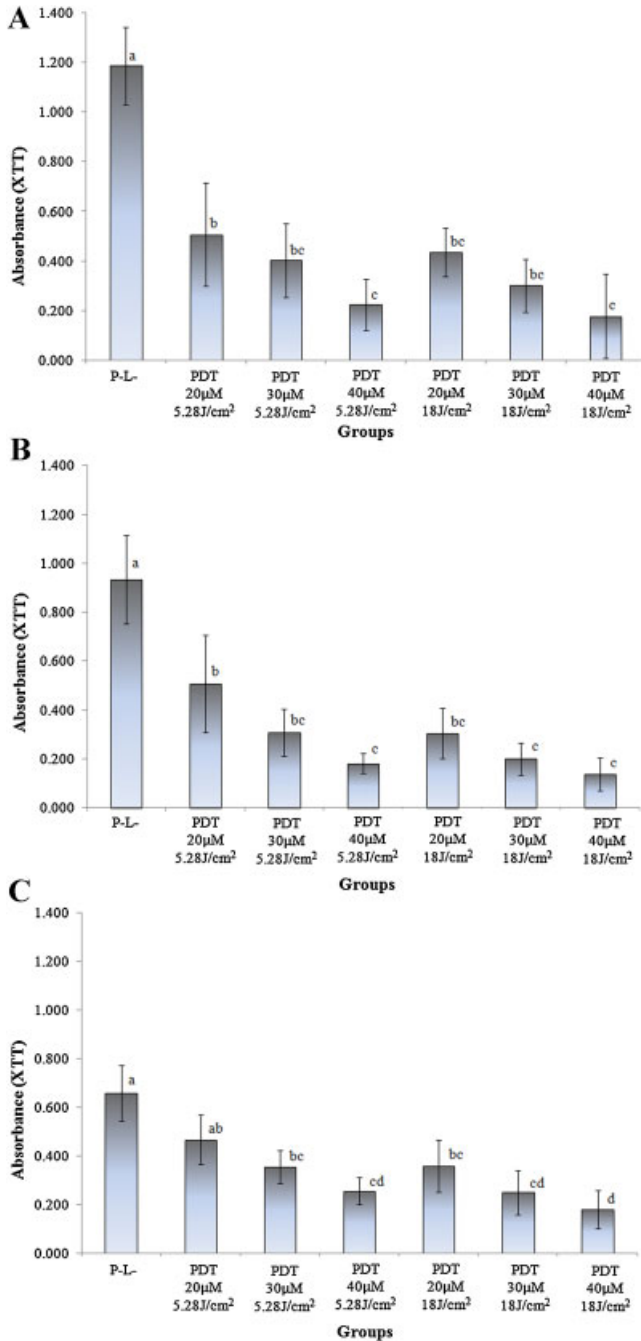 A
Absorbance (XTT)
1.400
1.200
1.000
0.800
0.600
0.400
0.200
0.000
a
b
bc
c
bc
bc
c
P-L- PDT PDT PDT PDT PDT PDT
20µM 30µM 40µM 20µM 30µM 40µM
5.28J/cm² 5.28J/cm² 5.28J/cm² 18J/cm² 18J/cm² 18J/cm²
Groups
B
Absorbance (XTT)
1.400
1.200
1.000
0.800
0.600
0.400
0.200
0.000
a
b
bc
c
bc
c
c
P-L- PDT PDT PDT PDT PDT PDT
20µM 30µM 40µM 20µM 30µM 40µM
5.28J/cm² 5.28J/cm² 5.28J/cm² 18J/cm² 18J/cm² 18J/cm²
Groups
C
Absorbance (XTT)
1.400
1.200
1.000
0.800
0.600
0.400
0.200
0.000
a
ab
bc
cd
bc
cd
d
P-L- PDT PDT PDT PDT PDT PDT
20µM 30µM 40µM 20µM 30µM 40µM
5.28J/cm² 5.28J/cm² 5.28J/cm² 18J/cm² 18J/cm² 18J/cm²
Groups